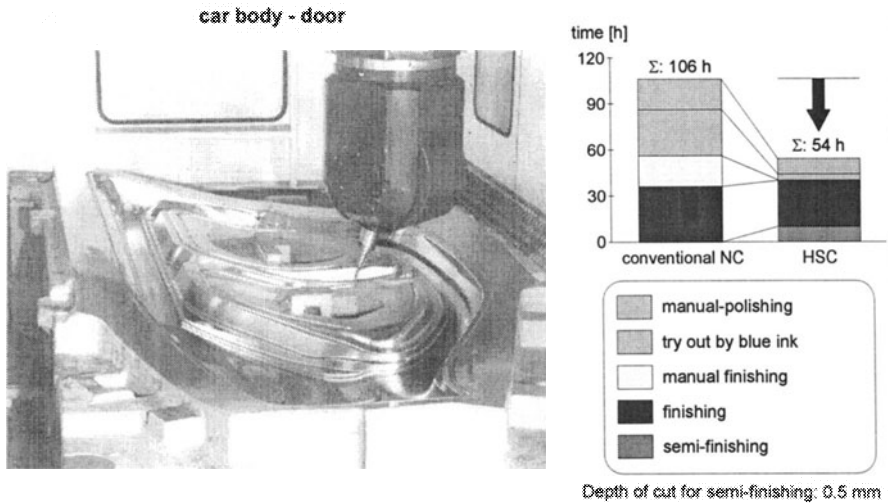 car body - door
time [h]
120
90
60
30
0
Σ: 106 h
Σ: 54 h
conventional NC
HSC
manual-polishing
try out by blue ink
manual finishing
finishing
semi-finishing
Depth of cut for semi-finishing: 0.5 mm